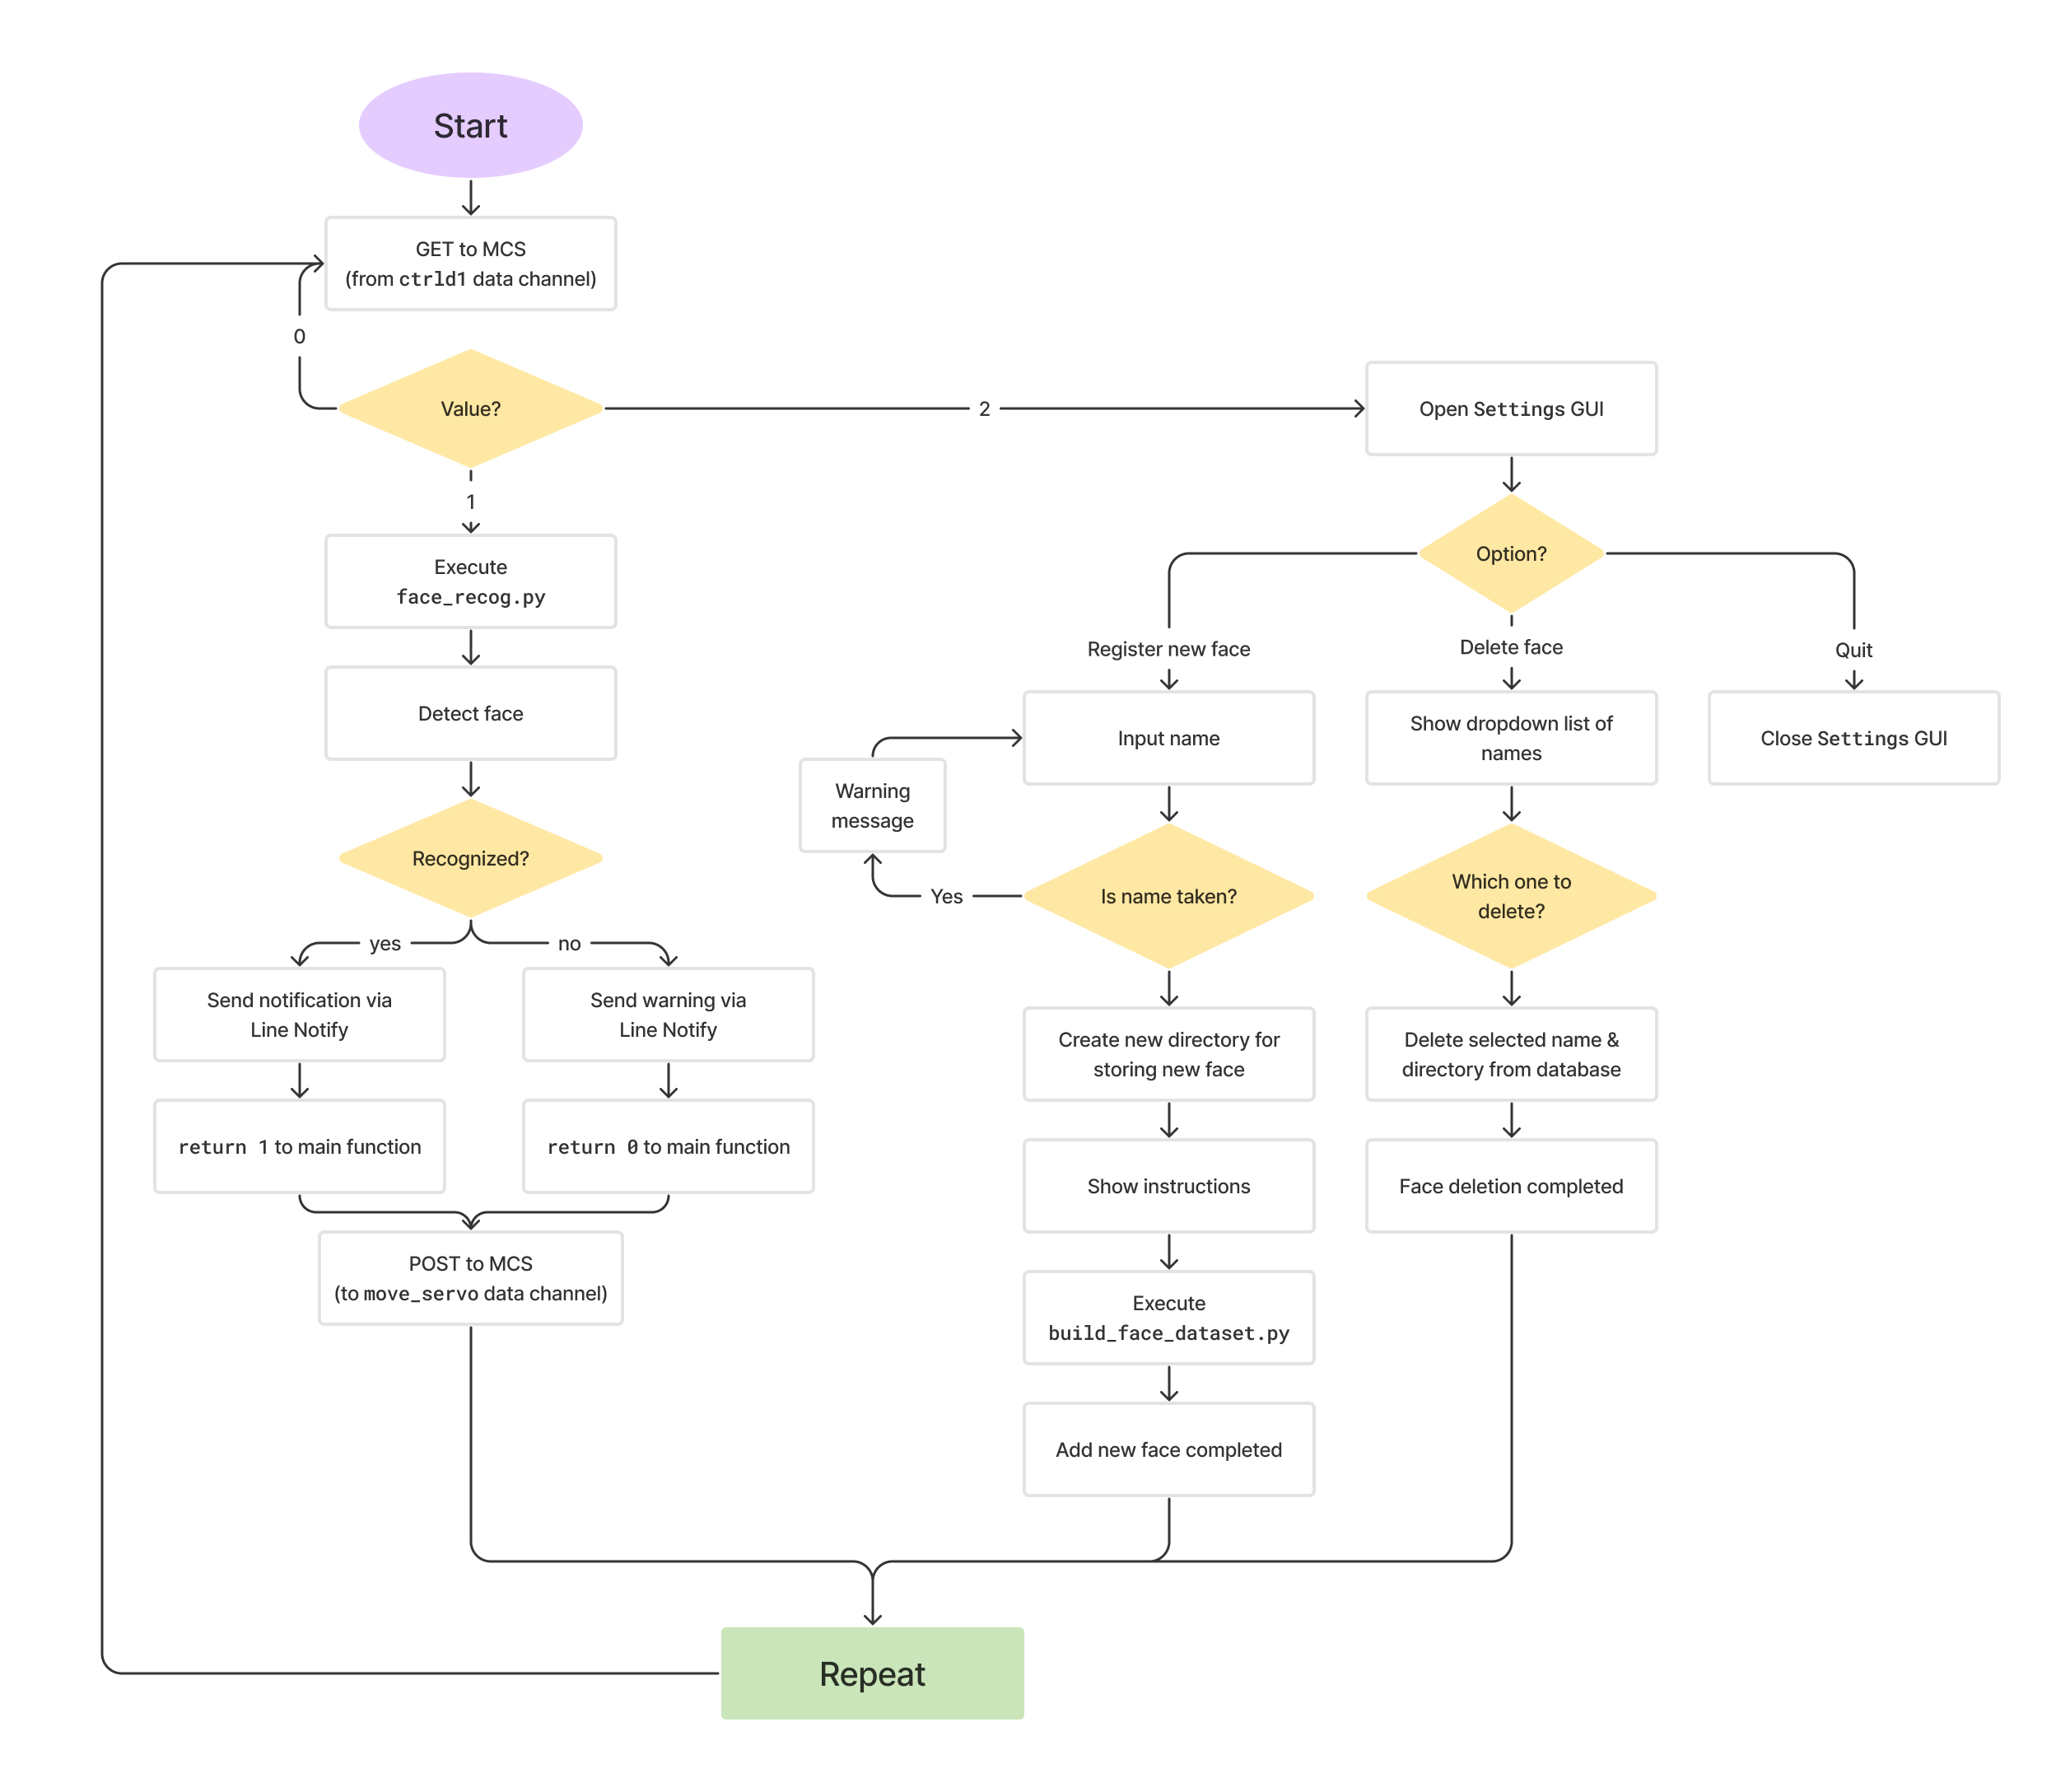 Start
GET to MCS
(from ctrld1 data channel)
0
Value?
2
Open Settings GUI
1
Execute
face_recog.py
Option?
Register new face
Delete face
Quit
Detect face
Input name
Show dropdown list of
names
Close Settings GUI
Warning
message
Recognized?
Yes
Is name taken?
Which one to
delete?
yes
no
Send notification via
Line Notify
Send warning via
Line Notify
Create new directory for
storing new face
Delete selected name &
directory from database
return 1 to main function
return 0 to main function
Show instructions
Face deletion completed
POST to MCS
(to move_servo data channel)
Execute
build_face_dataset.py
Add new face completed
Repeat